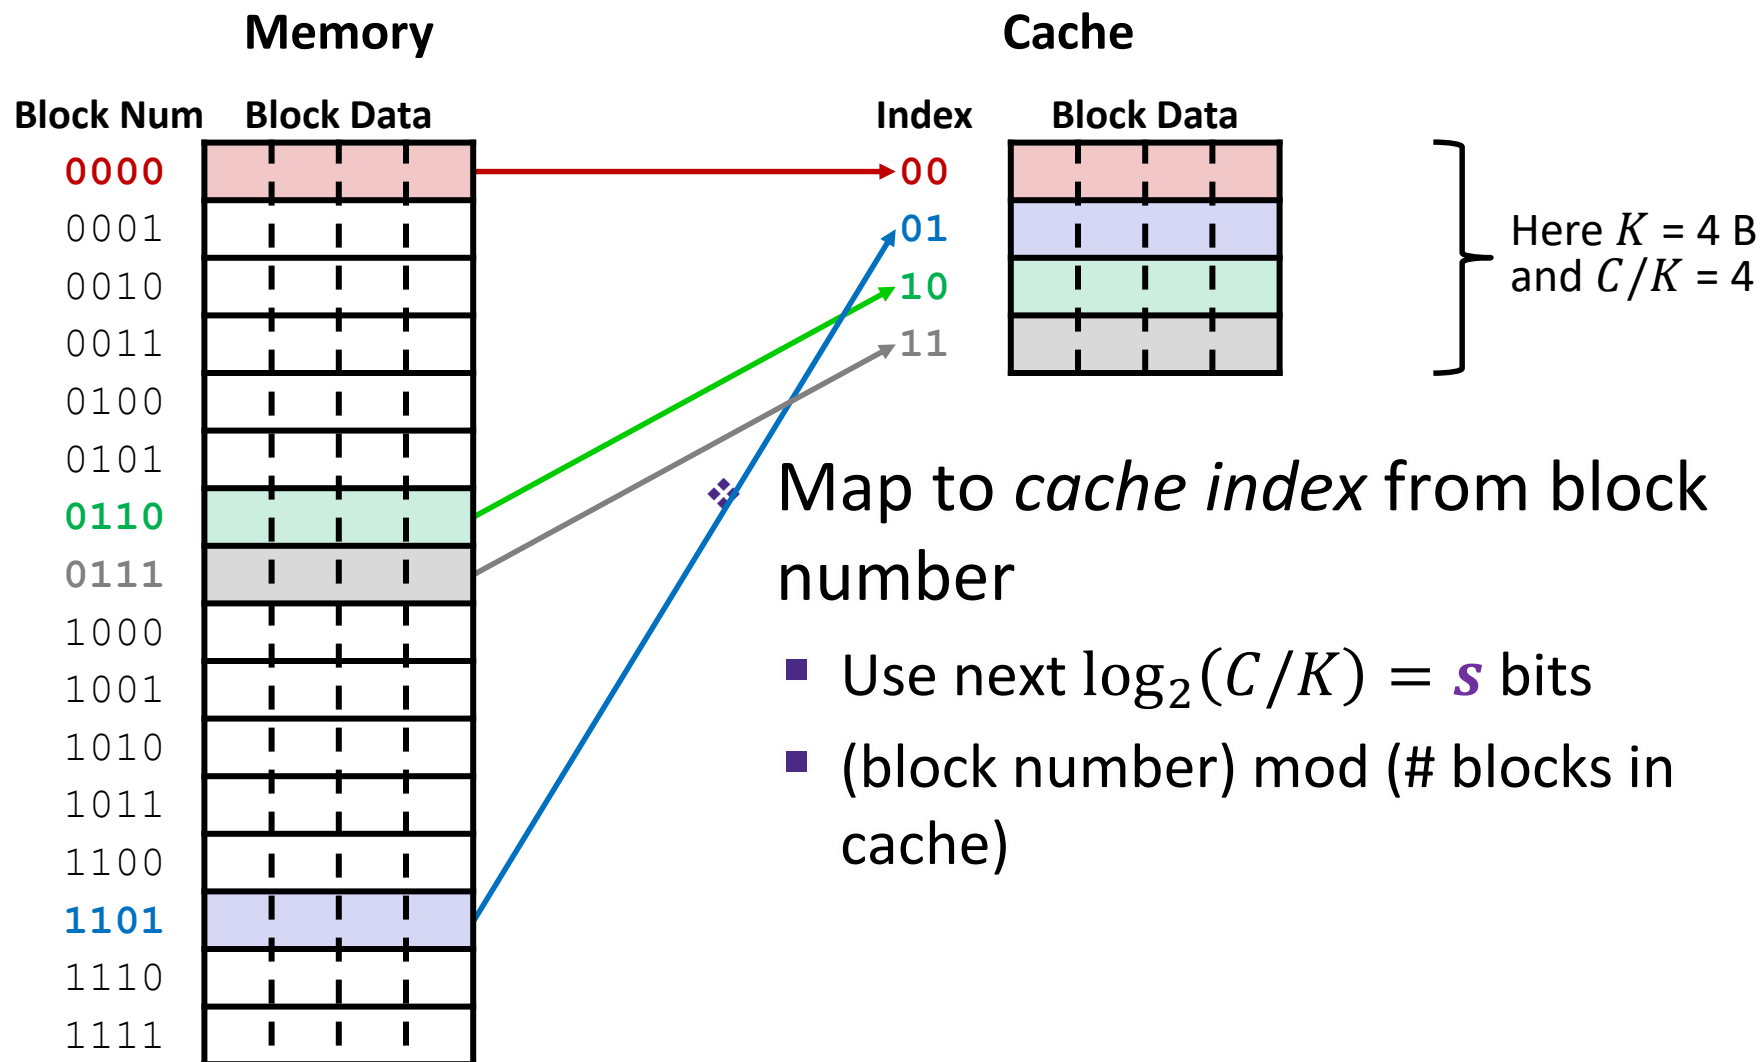 Memory
Cache
Block Num Block Data
Index Block Data
0000
0001
0010
0011
0100
0101
0110
0111
1000
1001
1010
1011
1100
1101
1110
1111
00
01
10
11
Here K = 4 B
and C/K = 4
❖ Map to cache index from block
number
▪ Use next log₂(C/K) = s bits
▪ (block number) mod (# blocks in
cache)